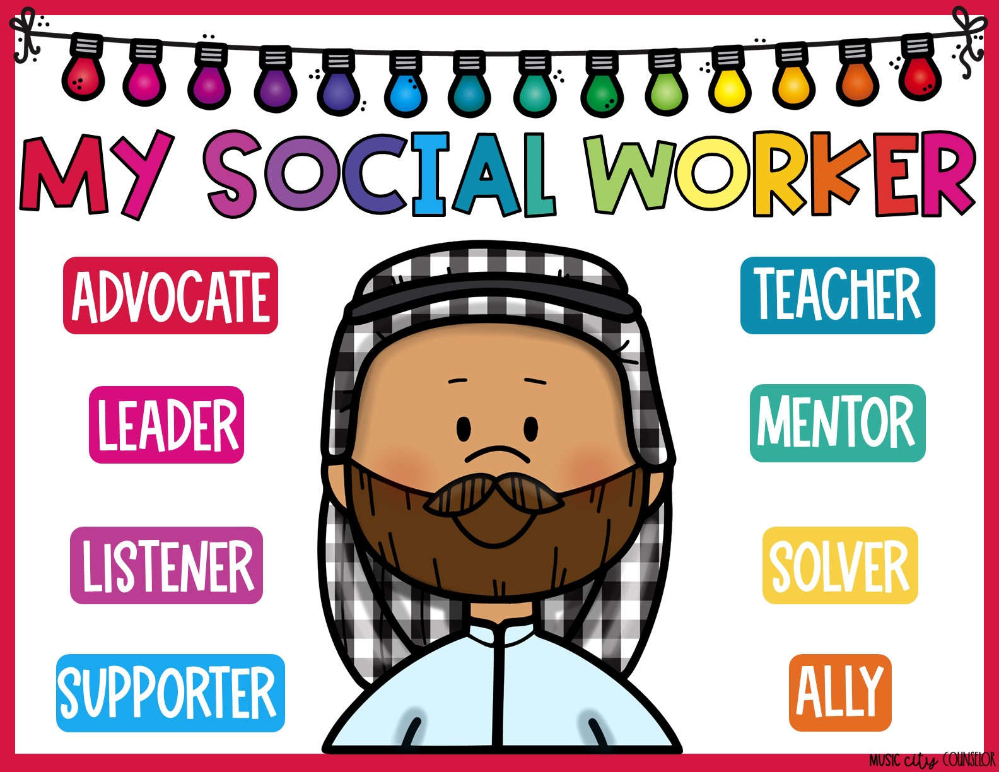 MY SOCIAL WORKER
ADVOCATE
LEADER
LISTENER
SUPPORTER
TEACHER
MENTOR
SOLVER
ALLY
MUSIC city COUNSELOR